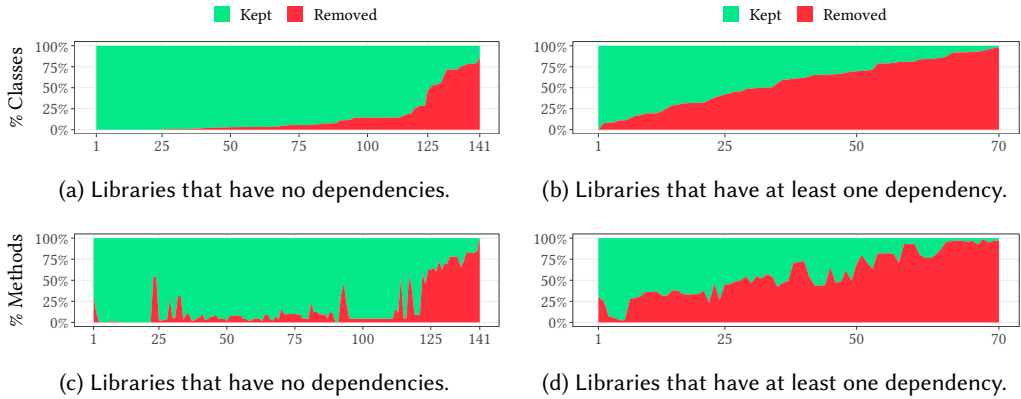 Kept Removed
Kept Removed
% Classes
100%
75%
50%
25%
0%
1 25 50 75 100 125 141
100%
75%
50%
25%
0%
1 25 50 70
(a) Libraries that have no dependencies.
(b) Libraries that have at least one dependency.
% Methods
100%
75%
50%
25%
0%
1 25 50 75 100 125 141
100%
75%
50%
25%
0%
1 25 50 70
(c) Libraries that have no dependencies.
(d) Libraries that have at least one dependency.